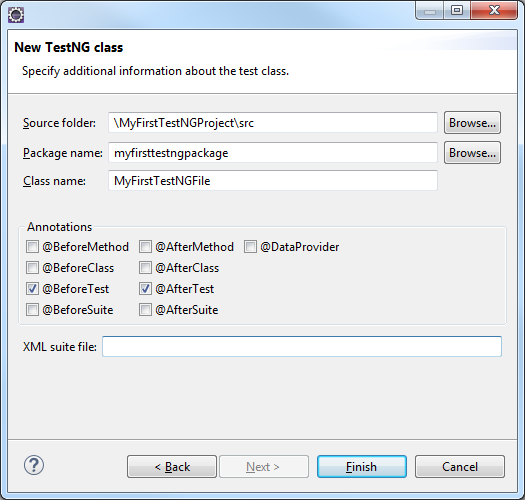 New TestNG class
Specify additional information about the test class.
Source folder: \MyFirstTestNGProject\src Browse...
Package name: myfirsttestngpackage Browse...
Class name: MyFirstTestNGFile
Annotations
@BeforeMethod @AfterMethod @DataProvider
@BeforeClass @AfterClass
@BeforeTest @AfterTest
@BeforeSuite @AfterSuite
XML suite file:
? < Back Next > Finish Cancel